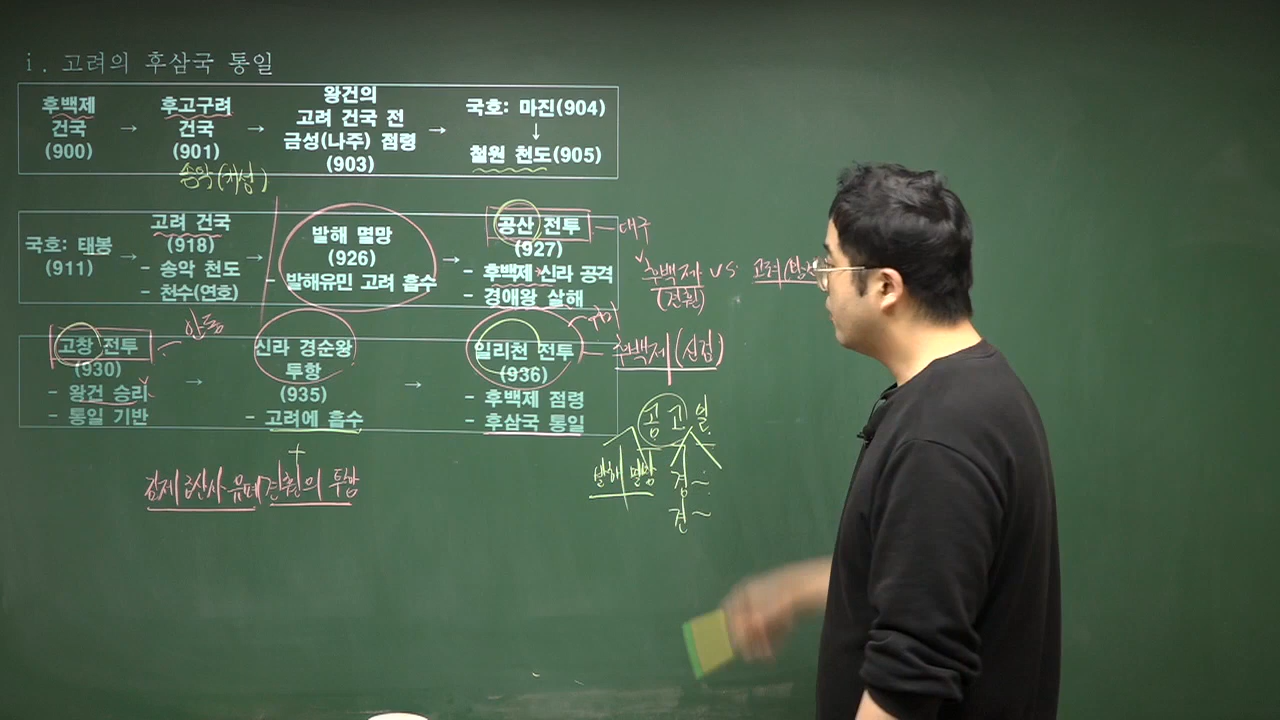 i. 고려의 후삼국 통일
후백제 건국 (900)
→
후고구려 건국 (901)
→
왕건의 고려 건국 전 금성(나주) 점령 (903)
→
국호: 마진(904)
↓
철원 천도(905)
송악(개성)
국호: 태봉 (911)
→
고려 건국 (918)
- 송악 천도
- 천수(연호)
→
발해 멸망 (926)
- 발해유민 고려 흡수
→
공산 전투 (927)
- 후백제 신라 공격
- 경애왕 살해
대구
후백제 vs. 고려
(견훤)
고창 전투 (930)
- 왕건 승리
- 통일 기반
안동
→
신라 경순왕 투항 (935)
- 고려에 흡수
→
일리천 전투 (936)
- 후백제 점령
- 후삼국 통일
후백제(신검)
+
김제 금산사 유폐 견훤의 투항
공 고 일
발해 멸망
경~
견~